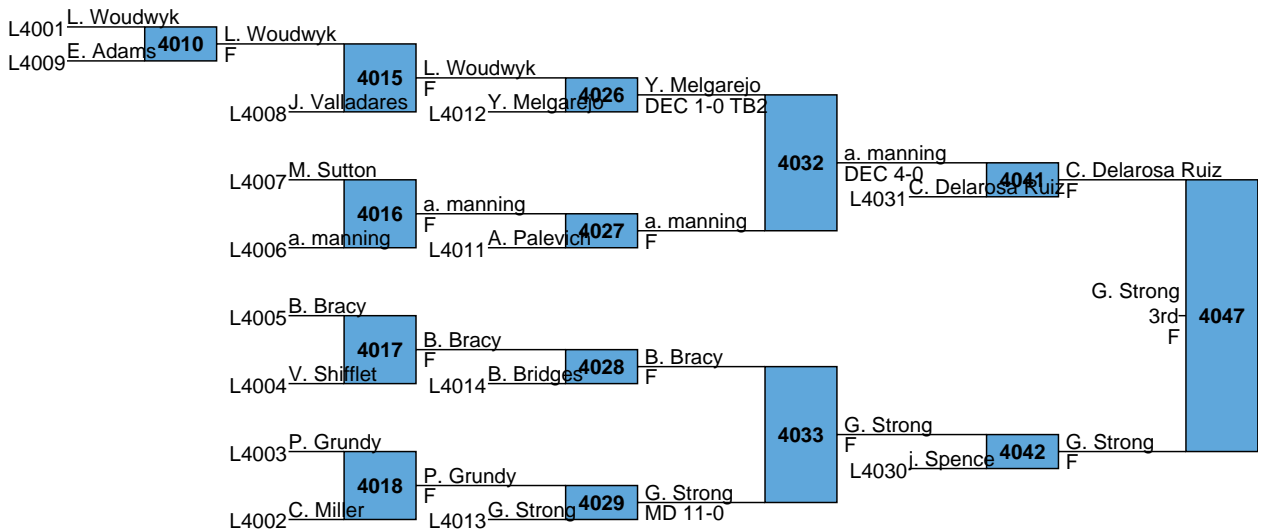 L4001 L. Woudwyk
4010
L4009 E. Adams
L. Woudwyk
F
4015
L4008 J. Valladares
L. Woudwyk
F
4026
L4012 Y. Melgarejo
Y. Melgarejo
DEC 1-0 TB2
4032
L4007 M. Sutton
4016
L4006 a. manning
a. manning
F
4027
L4011 A. Palevich
a. manning
F
a. manning
DEC 4-0
4041
L4031 C. Delarosa Ruiz
C. Delarosa Ruiz
F
L4005 B. Bracy
4017
L4004 V. Shifflet
B. Bracy
F
4028
L4014 B. Bridges
B. Bracy
F
4033
L4003 P. Grundy
4018
L4002 C. Miller
P. Grundy
F
4029
L4013 G. Strong
G. Strong
MD 11-0
G. Strong
F
4042
L4030 j. Spence
G. Strong
F
G. Strong
3rd
F
4047